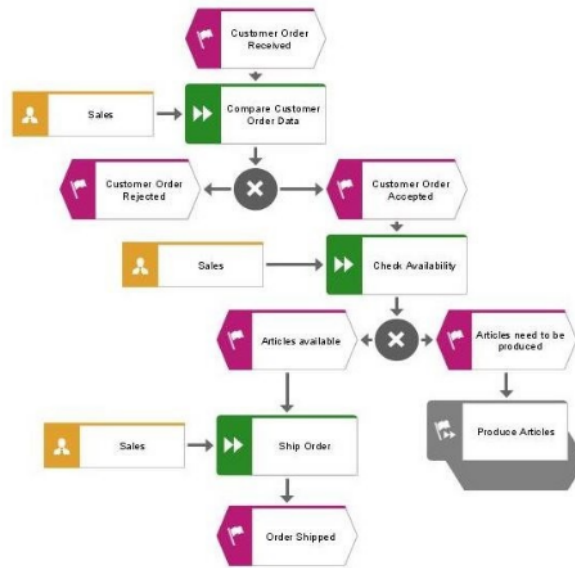 Customer Order
Received
Sales
Compare Customer
Order Data
Customer Order
Rejected
Customer Order
Accepted
Sales
Check Availability
Articles available
Articles need to be
produced
Sales
Ship Order
Produce Articles
Order Shipped